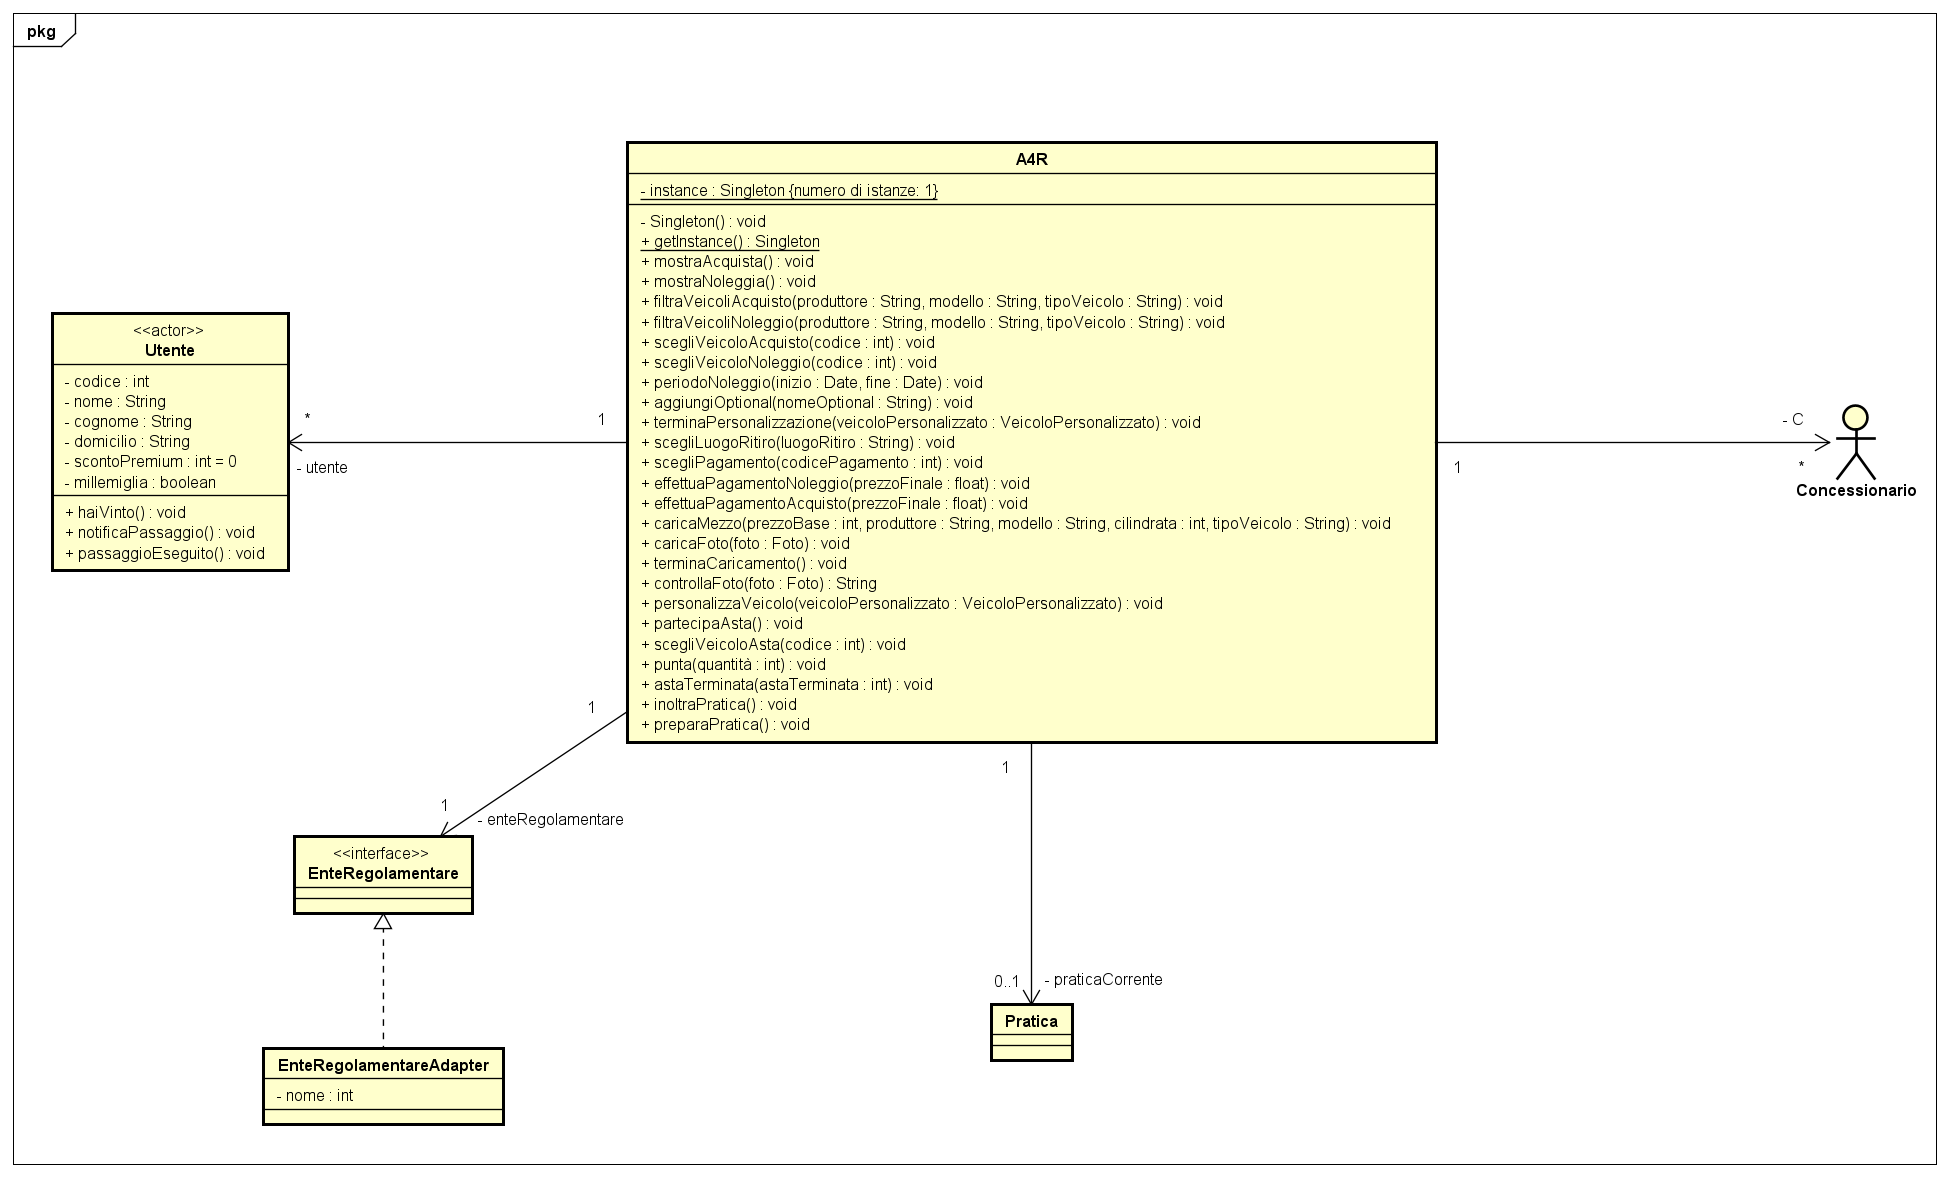 pkg
A4R
- instance : Singleton {numero di istanze: 1}
- Singleton() : void
+ getInstance() : Singleton
+ mostraAcquista() : void
+ mostraNoleggia() : void
+ filtraVeicoliAcquisto(produttore : String, modello : String, tipoVeicolo : String) : void
+ filtraVeicoliNoleggio(produttore : String, modello : String, tipoVeicolo : String) : void
+ scegliVeicoloAcquisto(codice : int) : void
+ scegliVeicoloNoleggio(codice : int) : void
+ periodoNoleggio(inizio : Date, fine : Date) : void
+ aggiungiOptional(nomeOptional : String) : void
+ terminaPersonalizzazione(veicoloPersonalizzato : VeicoloPersonalizzato) : void
+ scegliLuogoRitiro(luogoRitiro : String) : void
+ scegliPagamento(codicePagamento : int) : void
+ effettuaPagamentoNoleggio(prezzoFinale : float) : void
+ effettuaPagamentoAcquisto(prezzoFinale : float) : void
+ caricaMezzo(prezzoBase : int, produttore : String, modello : String, cilindrata : int, tipoVeicolo : String) : void
+ caricaFoto(foto : Foto) : void
+ terminaCaricamento() : void
+ controllaFoto(foto : Foto) : String
+ personalizzaVeicolo(veicoloPersonalizzato : VeicoloPersonalizzato) : void
+ partecipaAsta() : void
+ scegliVeicoloAsta(codice : int) : void
+ punta(quantità : int) : void
+ astaTerminata(astaTerminata : int) : void
+ inoltraPratica() : void
+ preparaPratica() : void
<<actor>>
Utente
- codice : int
- nome : String
- cognome : String
- domicilio : String
- scontoPremium : int = 0
- millemiglia : boolean
+ haiVinto() : void
+ notificaPassaggio() : void
+ passaggioEseguito() : void
*
1
- utente
- C
1
*
Concessionario
1
1
- enteRegolamentare
<<interface>>
EnteRegolamentare
1
0..1
- praticaCorrente
Pratica
EnteRegolamentareAdapter
- nome : int